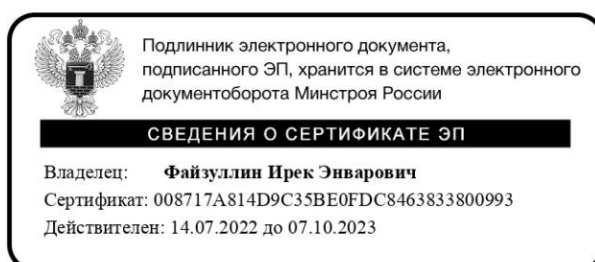 Подлинник электронного документа,
подписанного ЭП, хранится в системе электронного
документооборота Минстроя России
СВЕДЕНИЯ О СЕРТИФИКАТЕ ЭП
Владелец: Файзуллин Ирек Энварович
Сертификат: 008717A814D9C35BE0FDC8463833800993
Действителен: 14.07.2022 до 07.10.2023